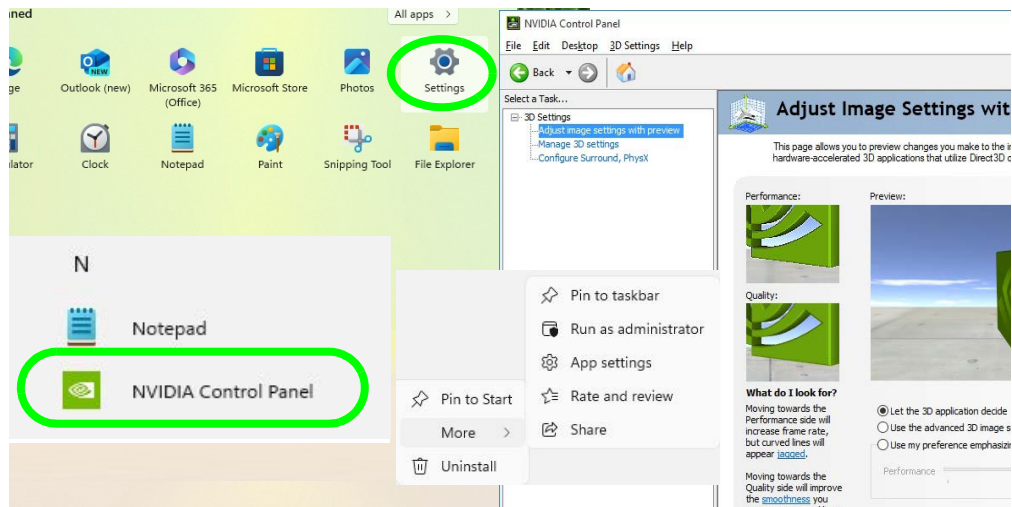 ned
All apps >
ge
Outlook (new)
Microsoft 365
(Office)
Microsoft Store
Photos
Settings
NEW
lator
Clock
Notepad
Paint
Snipping Tool
File Explorer
N
Notepad
NVIDIA Control Panel
Pin to Start
More >
Uninstall
Pin to taskbar
Run as administrator
App settings
Rate and review
Share
NVIDIA Control Panel
File Edit Desktop 3D Settings Help
Back
Select a Task...
3D Settings
Adjust image settings with preview
Manage 3D settings
Configure Surround, PhysX
Adjust Image Settings wit
This page allows you to preview changes you make to the i
hardware-accelerated 3D applications that utilize Direct3D
Performance:
Preview:
Quality:
What do I look for?
Moving towards the
Performance side will
increase frame rate,
but curved lines will
appear jagged.
Moving towards the
Quality side will improve
the smoothness you
Let the 3D application decide
Use the advanced 3D image s
Use my preference emphasizin
Performance